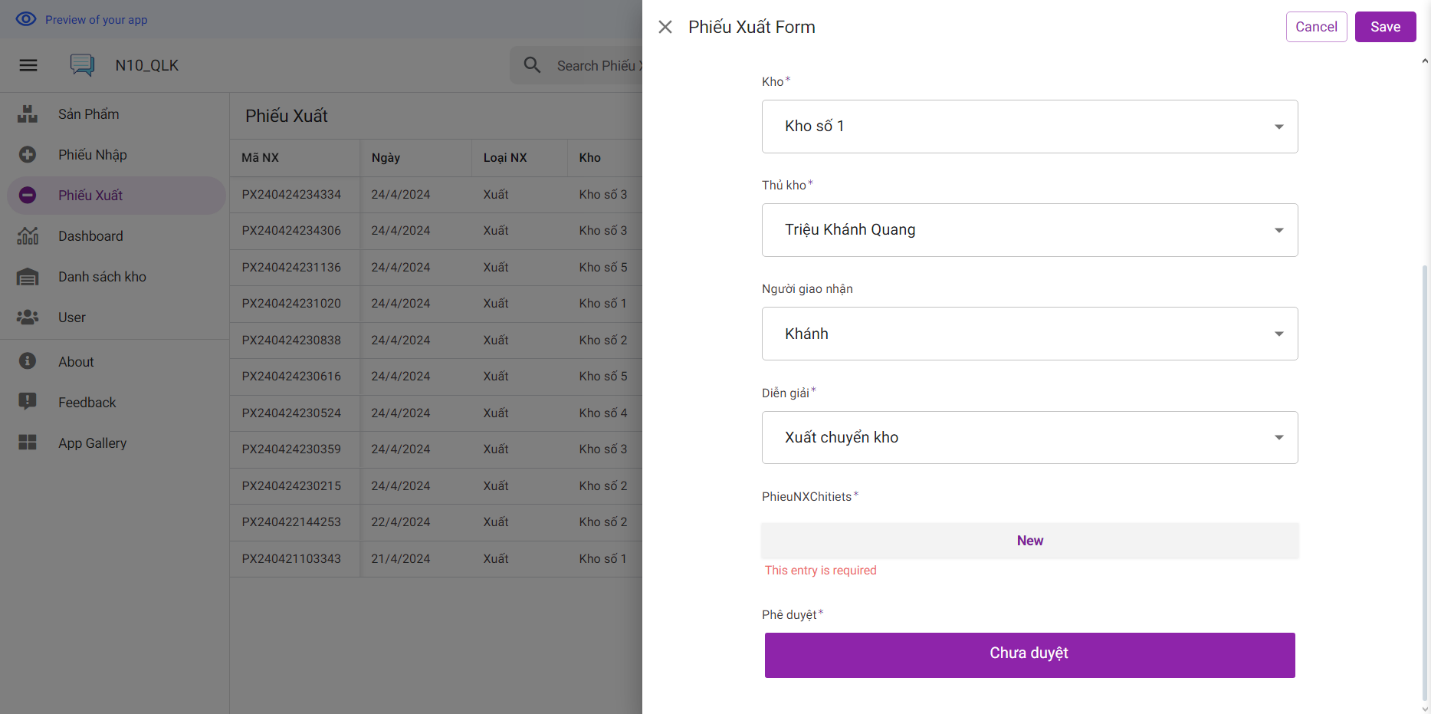 Preview of your app
N10_QLK
Search Phiếu
Sản Phẩm
Phiếu Nhập
Phiếu Xuất
Dashboard
Danh sách kho
User
About
Feedback
App Gallery
Phiếu Xuất
Mã NX Ngày Loại NX Kho
PX240424234334 24/4/2024 Xuất Kho số 3
PX240424234306 24/4/2024 Xuất Kho số 3
PX240424231136 24/4/2024 Xuất Kho số 5
PX240424231020 24/4/2024 Xuất Kho số 1
PX240424230838 24/4/2024 Xuất Kho số 2
PX240424230616 24/4/2024 Xuất Kho số 5
PX240424230524 24/4/2024 Xuất Kho số 4
PX240424230359 24/4/2024 Xuất Kho số 3
PX240424230215 24/4/2024 Xuất Kho số 2
PX240422144253 22/4/2024 Xuất Kho số 2
PX240421103343 21/4/2024 Xuất Kho số 1
Phiếu Xuất Form
Cancel
Save
Kho*
Kho số 1
Thủ kho*
Triệu Khánh Quang
Người giao nhận
Khánh
Diễn giải*
Xuất chuyển kho
PhieuNXChitiets*
New
This entry is required
Phê duyệt*
Chưa duyệt